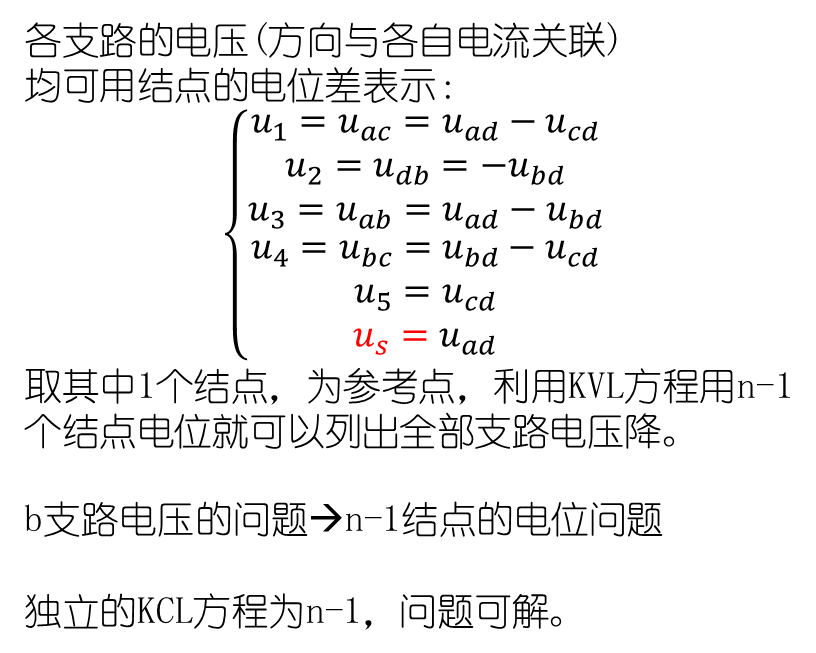 各支路的电压(方向与各自电流关联)
均可用结点的电位差表示:
u₁ = u_ac = u_ad − u_cd
u₂ = u_db = −u_bd
u₃ = u_ab = u_ad − u_bd
u₄ = u_bc = u_bd − u_cd
u₅ = u_cd
u_s = u_ad
取其中1个结点，为参考点，利用KVL方程用n-1
个结点电位就可以列出全部支路电压降。
b支路电压的问题→n-1结点的电位问题
独立的KCL方程为n-1，问题可解。